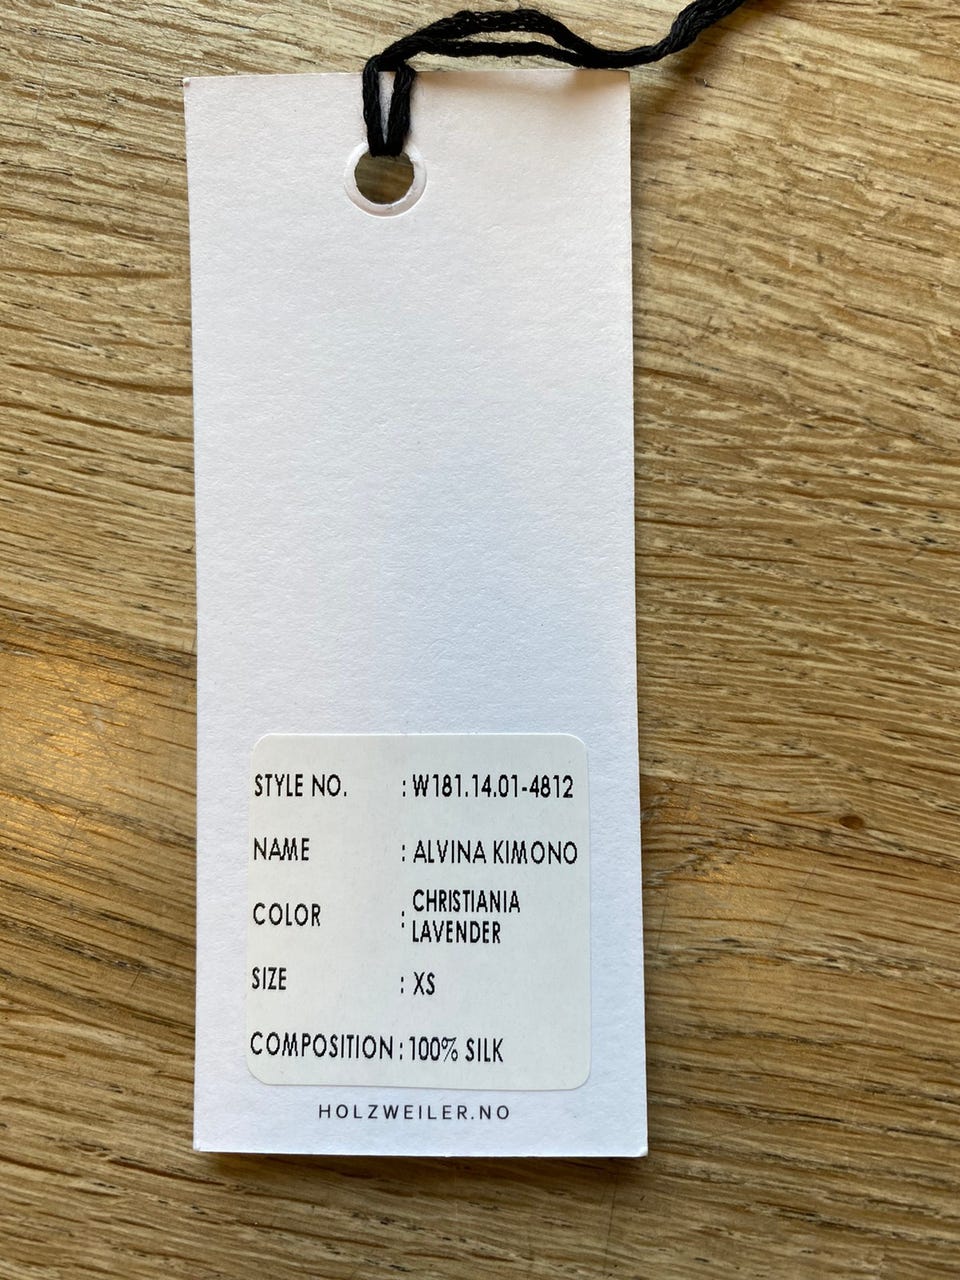 STYLE NO. : W181.14.01-4812
NAME : ALVINA KIMONO
COLOR : CHRISTIANIA
LAVENDER
SIZE : XS
COMPOSITION : 100% SILK
HOLZWEILER.NO